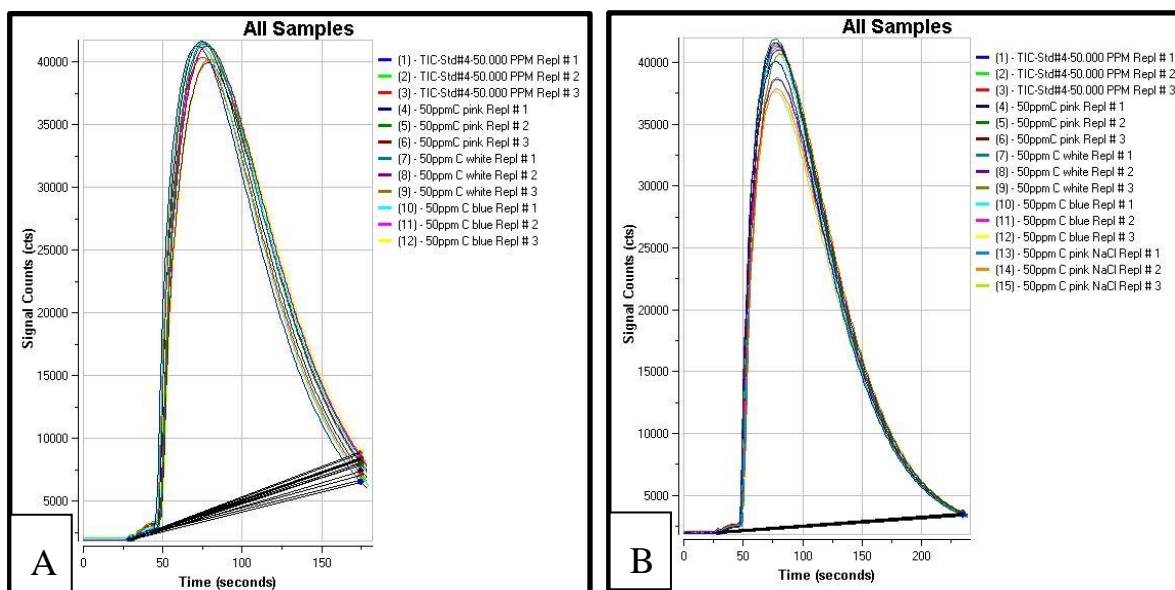 All Samples
Signal Counts (cts)
40000
35000
30000
25000
20000
15000
10000
5000
0
50
100
150
Time (seconds)
(1) - TIC-Std#4-50.000 PPM Repl # 1
(2) - TIC-Std#4-50.000 PPM Repl # 2
(3) - TIC-Std#4-50.000 PPM Repl # 3
(4) - 50ppmC pink Repl # 1
(5) - 50ppmC pink Repl # 2
(6) - 50ppmC pink Repl # 3
(7) - 50ppm C white Repl # 1
(8) - 50ppm C white Repl # 2
(9) - 50ppm C white Repl # 3
(10) - 50ppm C blue Repl # 1
(11) - 50ppm C blue Repl # 2
(12) - 50ppm C blue Repl # 3
A
All Samples
Signal Counts (cts)
40000
35000
30000
25000
20000
15000
10000
5000
0
50
100
150
200
Time (seconds)
(1) - TIC-Std#4-50.000 PPM Repl # 1
(2) - TIC-Std#4-50.000 PPM Repl # 2
(3) - TIC-Std#4-50.000 PPM Repl # 3
(4) - 50ppm C pink Repl # 1
(5) - 50ppm C pink Repl # 2
(6) - 50ppm C pink Repl # 3
(7) - 50ppm C white Repl # 1
(8) - 50ppm C white Repl # 2
(9) - 50ppm C white Repl # 3
(10) - 50ppm C blue Repl # 1
(11) - 50ppm C blue Repl # 2
(12) - 50ppm C blue Repl # 3
(13) - 50ppm C pink NaCl Repl # 1
(14) - 50ppm C pink NaCl Repl # 2
(15) - 50ppm C pink NaCl Repl # 3
B